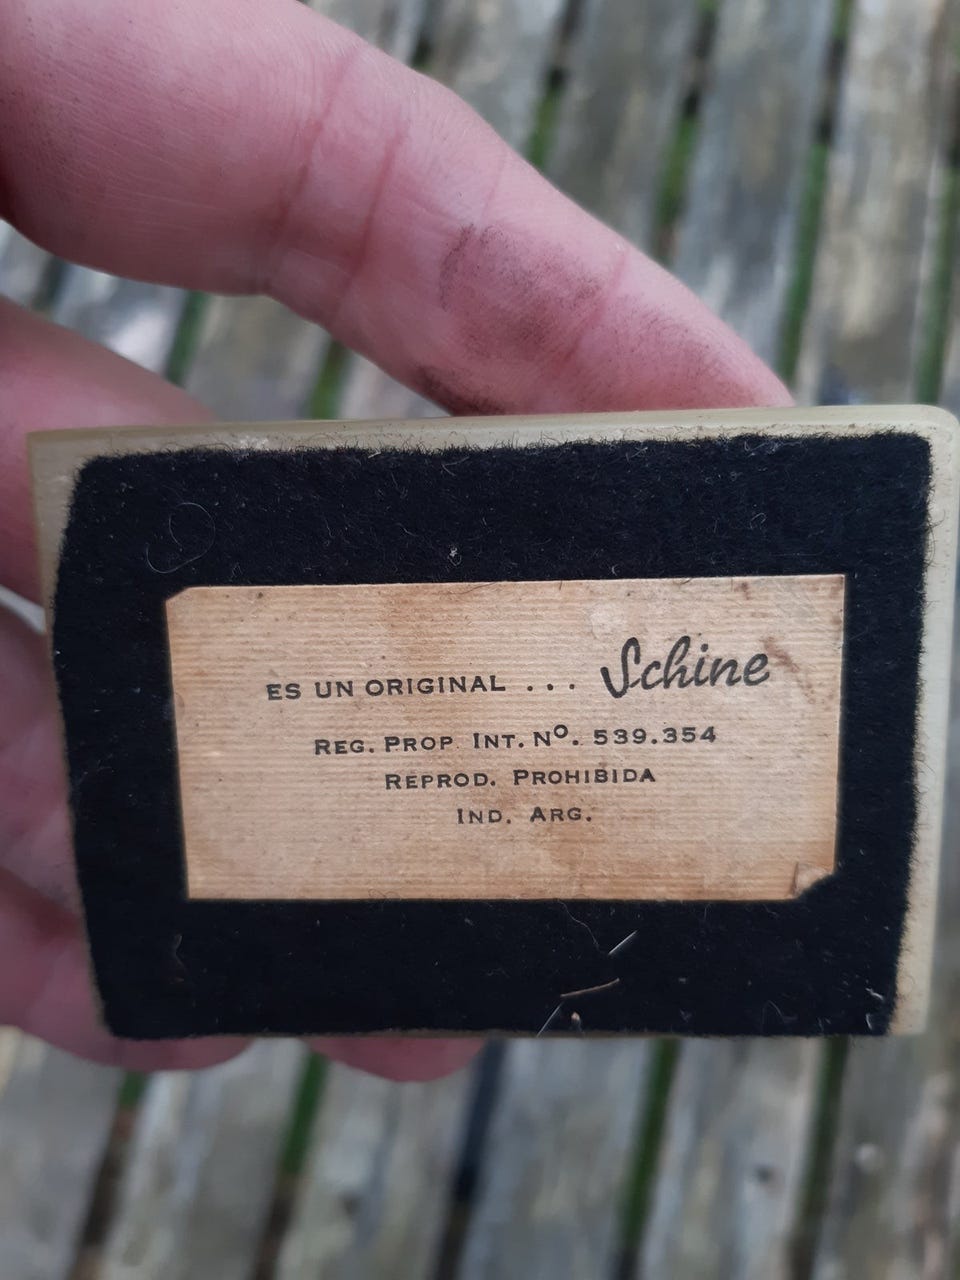 ES UN ORIGINAL ... Schine
REG. PROP. INT. Nº. 539.354
REPROD. PROHIBIDA
IND. ARG.